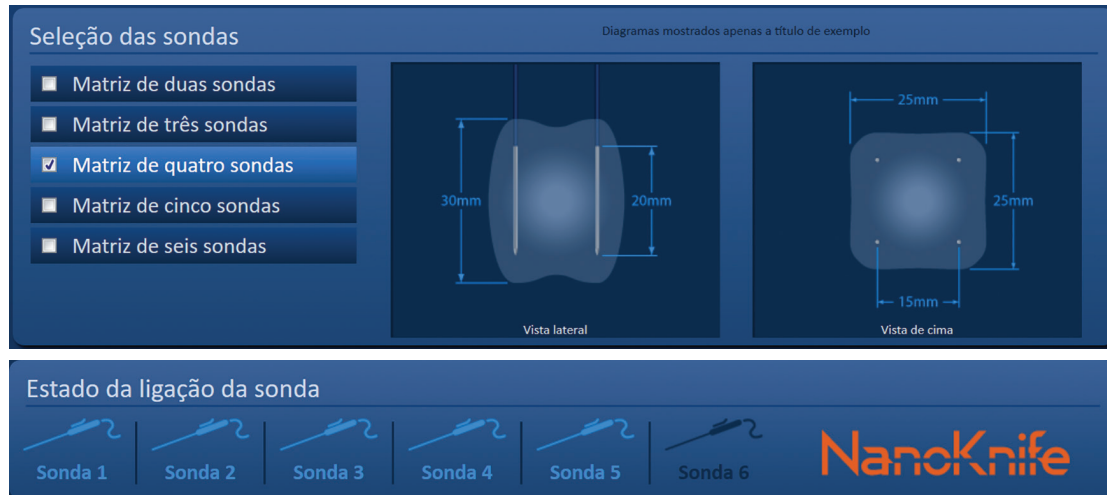 Seleção das sondas
Diagramas mostrados apenas a título de exemplo
Matriz de duas sondas
Matriz de três sondas
Matriz de quatro sondas
Matriz de cinco sondas
Matriz de seis sondas
30mm
20mm
Vista lateral
25mm
25mm
15mm
Vista de cima
Estado da ligação da sonda
Sonda 1
Sonda 2
Sonda 3
Sonda 4
Sonda 5
Sonda 6
NanoKnife